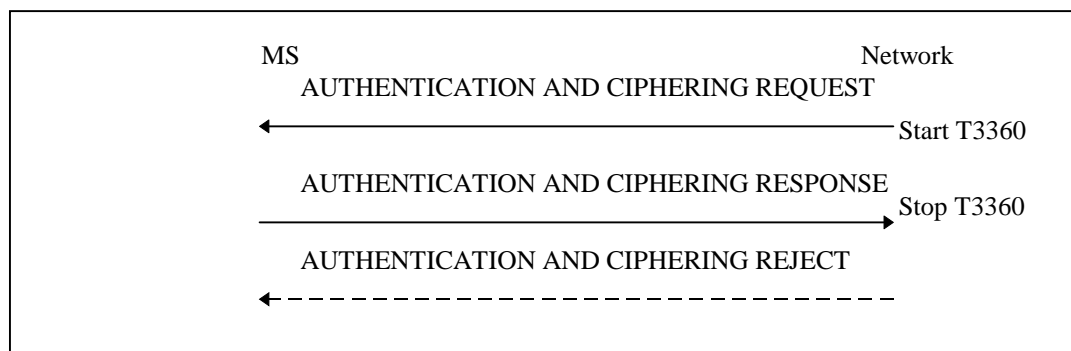 MS Network
AUTHENTICATION AND CIPHERING REQUEST
Start T3360
AUTHENTICATION AND CIPHERING RESPONSE
Stop T3360
AUTHENTICATION AND CIPHERING REJECT